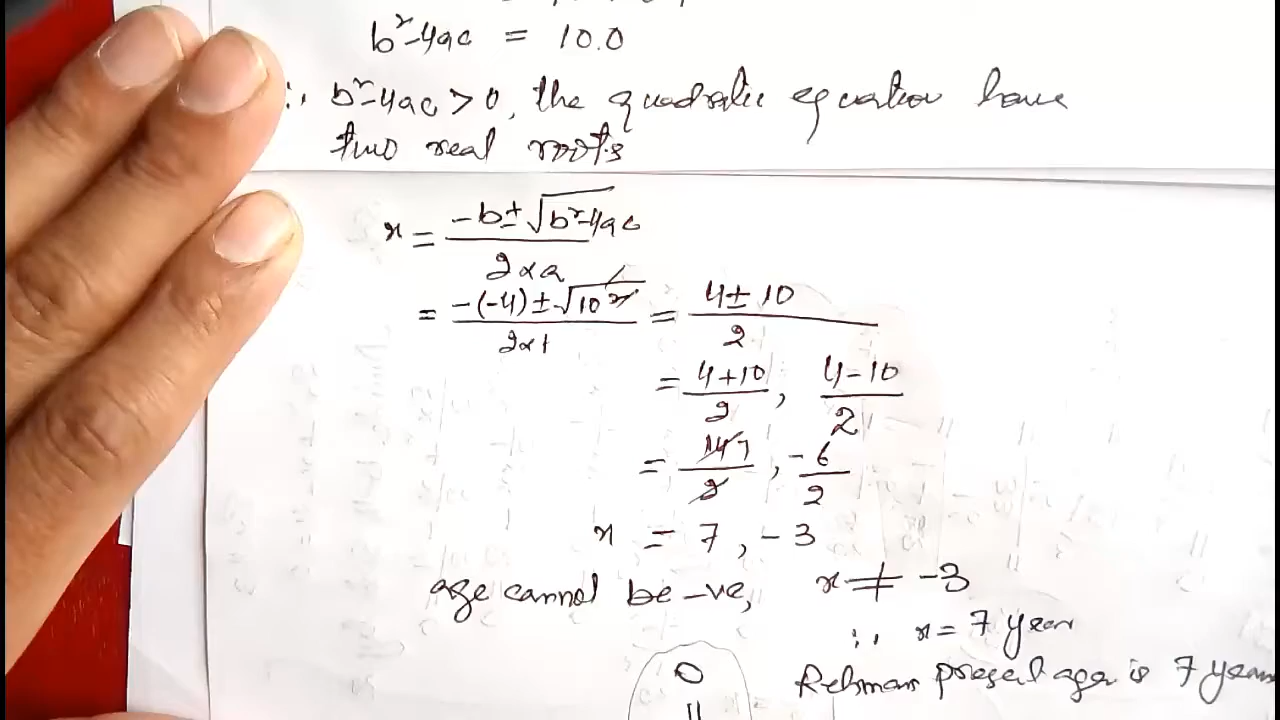 b²-4ac = 100
∴ b²-4ac > 0, the quadratic equation have
two real roots
x = (-b ± √(b²-4ac)) / (2×a)
= (-(-4) ± √(10²)) / (2×1) = (4 ± 10) / 2
= (4+10)/2 , (4-10)/2
= 14/2 , -6/2
x = 7 , -3
age cannot be -ve, x ≠ -3
∴ x = 7 year
Rehman present age is 7 years